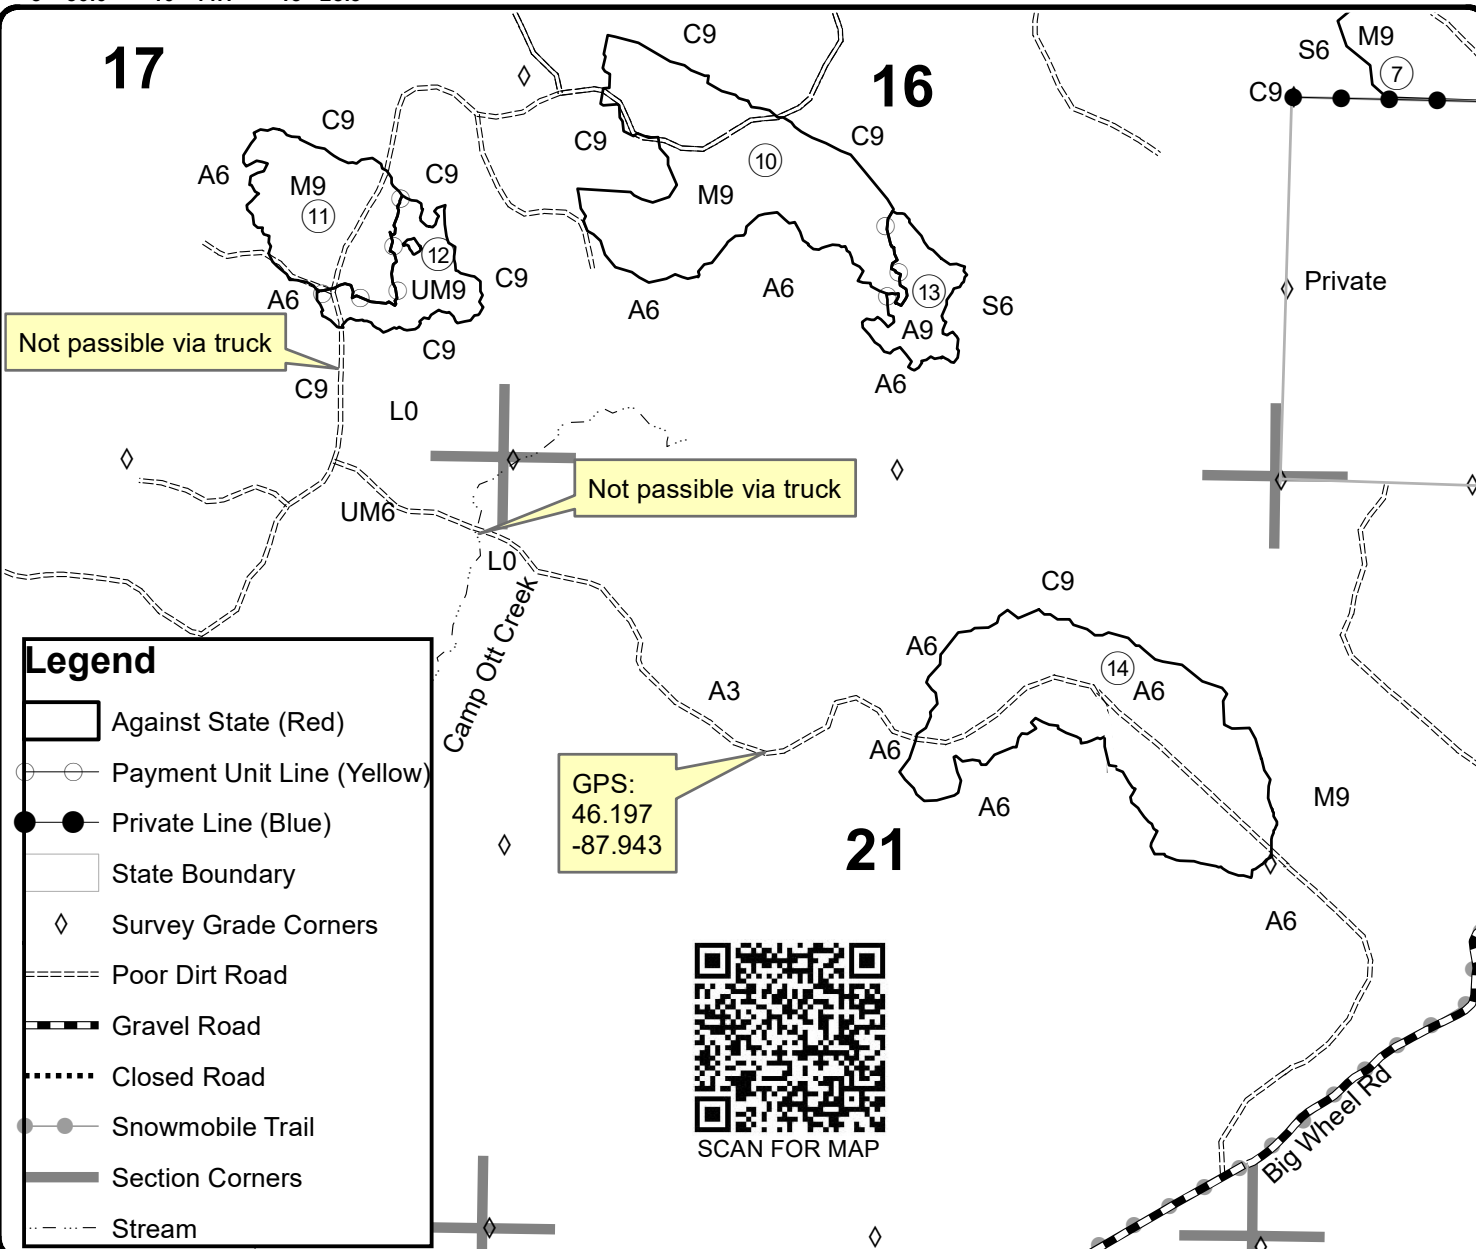 C9
17
M9
S6
7
16
C9
C9
C9
C9
10
A6
C9
M9
M9
11
12
C9
Private
UM9
13
A6
A6
A6
S6
A9
Not passible via truck
C9
A6
C9
L0
Not passible via truck
UM6
L0
C9
Camp Ott Creek
A6
14
A6
A3
A6
GPS:
46.197
-87.943
M9
A6
21
A6
Legend
Against State (Red)
Payment Unit Line (Yellow)
Private Line (Blue)
State Boundary
Survey Grade Corners
Poor Dirt Road
Gravel Road
Closed Road
Snowmobile Trail
Section Corners
Stream
SCAN FOR MAP
Big Wheel Rd